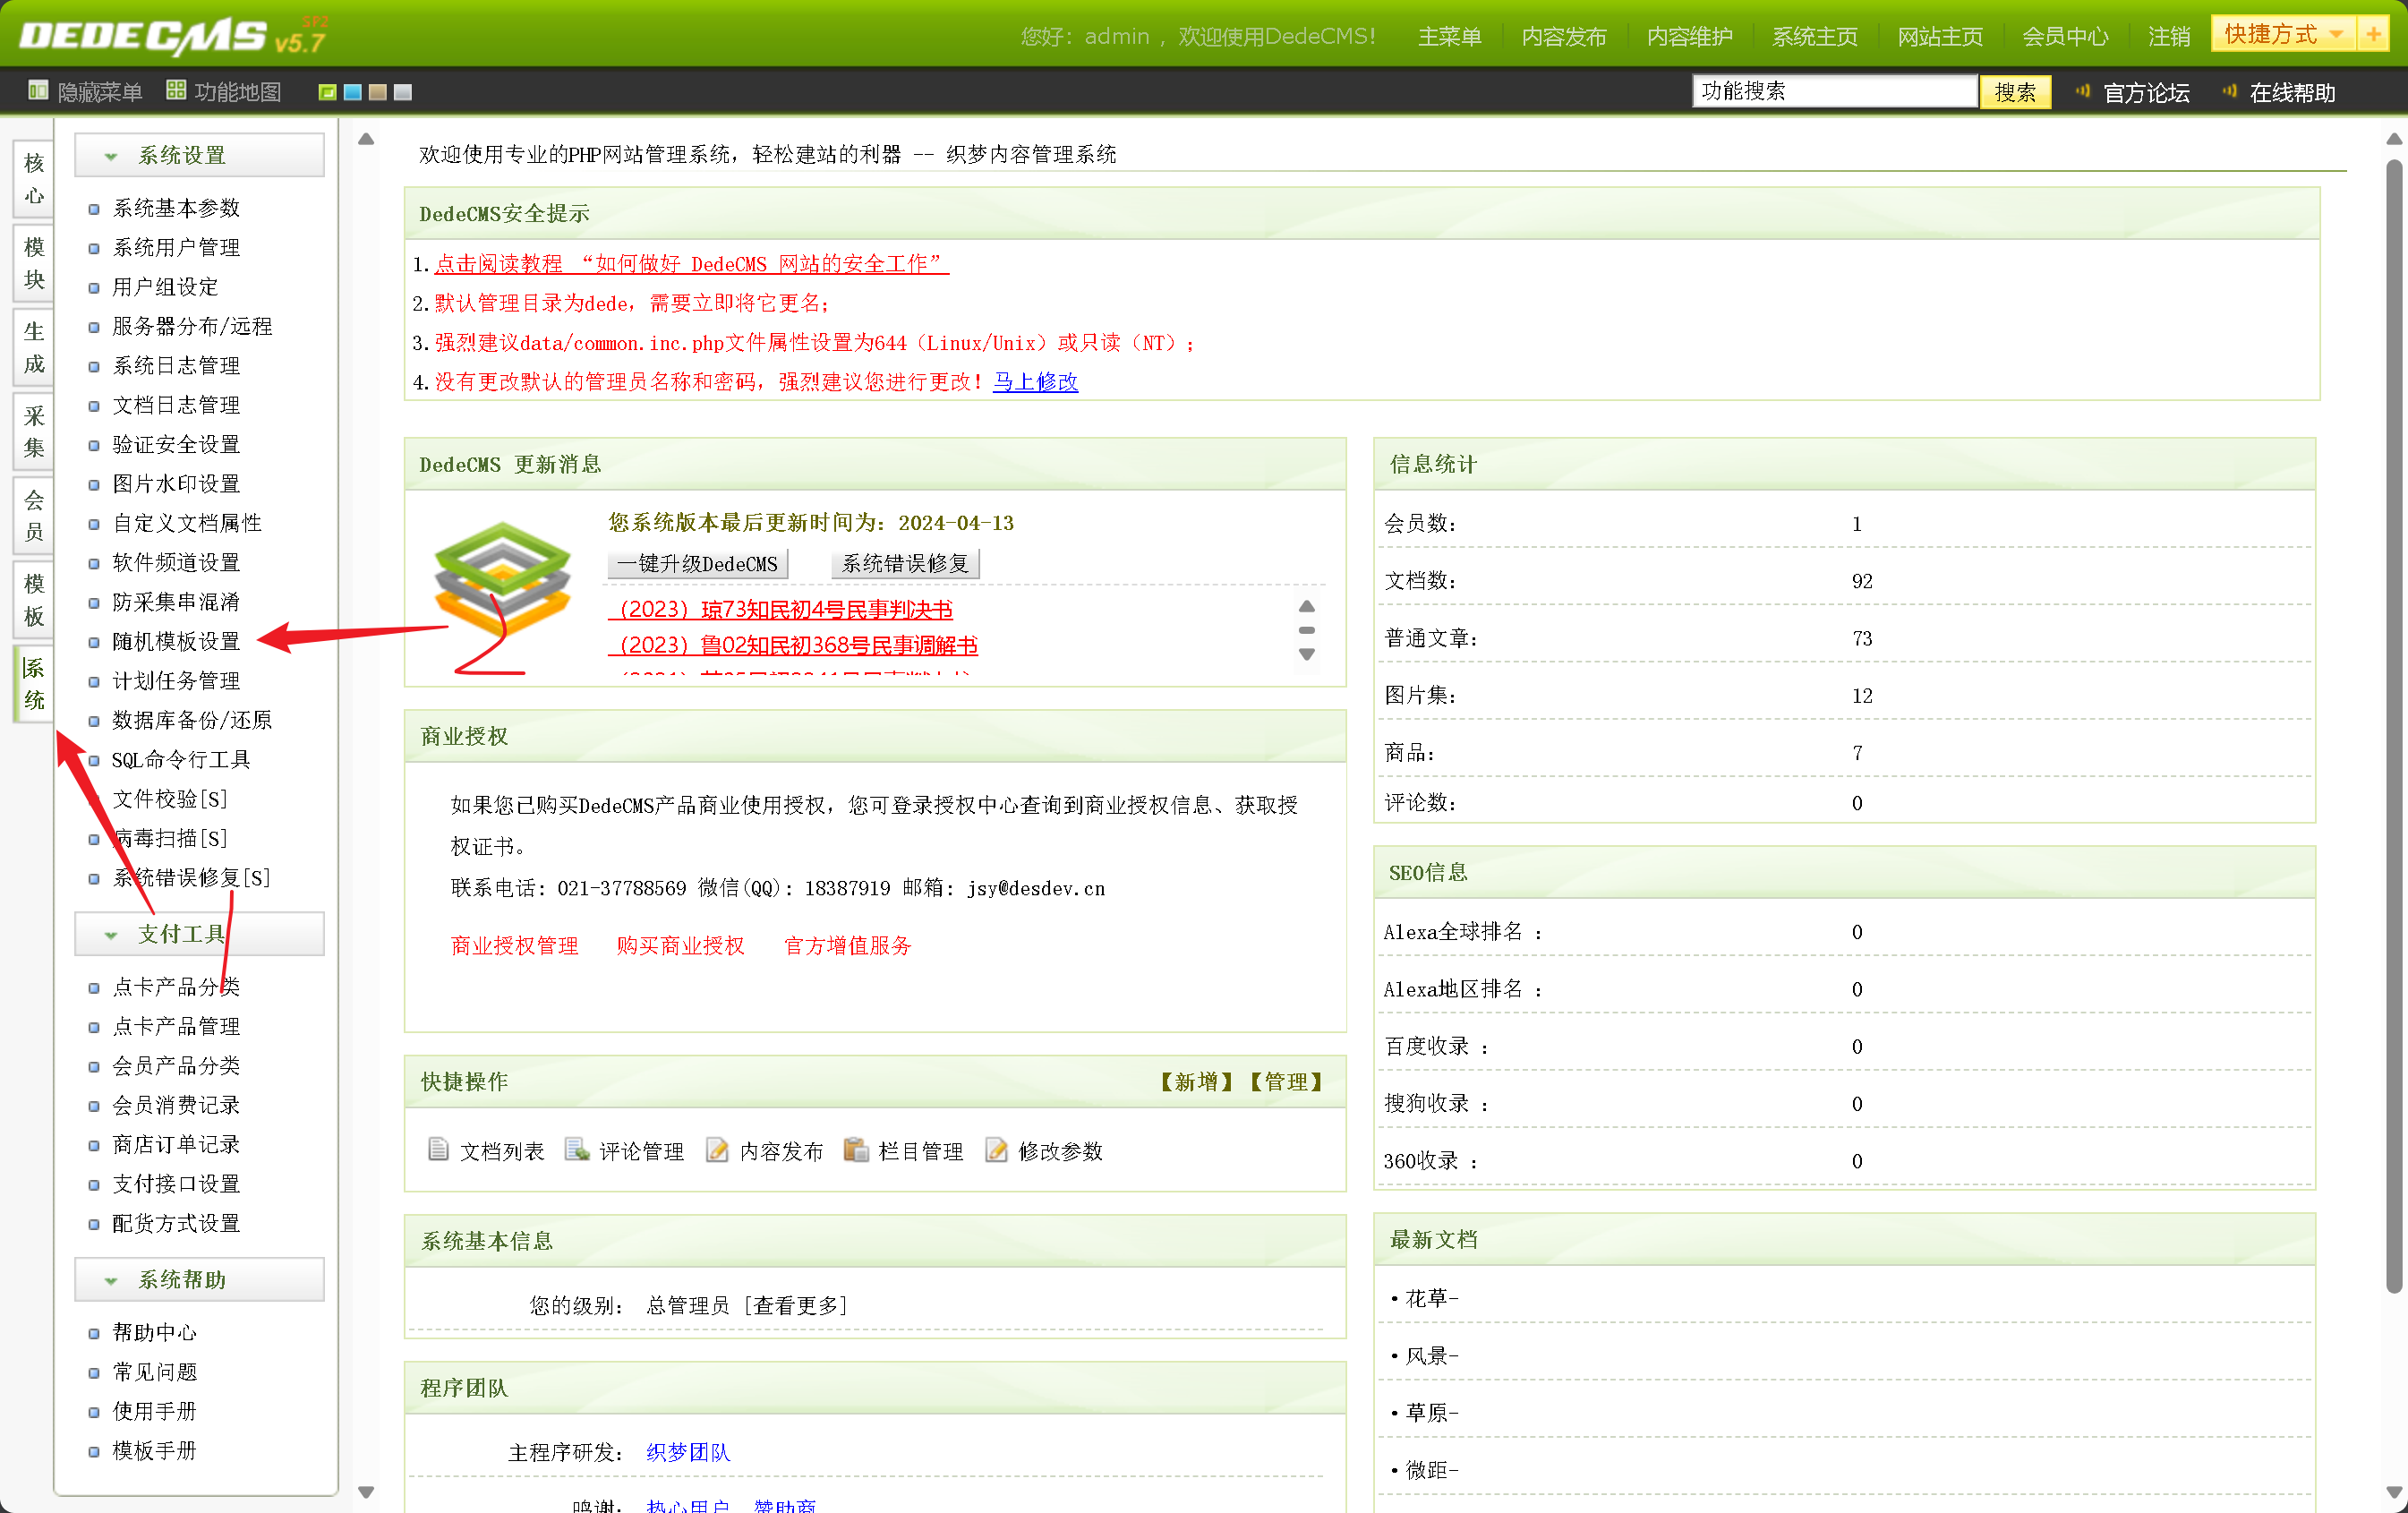 DEDECMS v5.7 SP2
您好：admin ，欢迎使用DedeCMS！ 主菜单 内容发布 内容维护 系统主页 网站主页 会员中心 注销 快捷方式 +
隐藏菜单 功能地图 功能搜索 搜索 官方论坛 在线帮助
核心
模块
生成
采集
会员
模板
系统
系统设置
系统基本参数
系统用户管理
用户组设定
服务器分布/远程
系统日志管理
文档日志管理
验证安全设置
图片水印设置
自定义文档属性
软件频道设置
防采集串混淆
随机模板设置
计划任务管理
数据库备份/还原
SQL命令行工具
文件校验[S]
病毒扫描[S]
系统错误修复[S]
支付工具
点卡产品分类
点卡产品管理
会员产品分类
会员消费记录
商店订单记录
支付接口设置
配货方式设置
系统帮助
帮助中心
常见问题
使用手册
模板手册
欢迎使用专业的PHP网站管理系统，轻松建站的利器 -- 织梦内容管理系统
DedeCMS安全提示
1.点击阅读教程 “如何做好 DedeCMS 网站的安全工作”
2.默认管理目录为dede，需要立即将它更名；
3.强烈建议data/common.inc.php文件属性设置为644（Linux/Unix）或只读（NT）；
4.没有更改默认的管理员名称和密码，强烈建议您进行更改！马上修改
DedeCMS 更新消息
您系统版本最后更新时间为：2024-04-13
一键升级DedeCMS 系统错误修复
（2023）琼73知民初4号民事判决书
（2023）鲁02知民初368号民事调解书
2
1
商业授权
如果您已购买DedeCMS产品商业使用授权，您可登录授权中心查询到商业授权信息、获取授
权证书。
联系电话：021-37788569 微信(QQ)：18387919 邮箱：jsy@desdev.cn
商业授权管理 购买商业授权 官方增值服务
快捷操作 【新增】【管理】
文档列表 评论管理 内容发布 栏目管理 修改参数
系统基本信息
您的级别： 总管理员 [查看更多]
程序团队
主程序研发： 织梦团队
鸣谢： 热心用户 赞助商
信息统计
会员数： 1
文档数： 92
普通文章： 73
图片集： 12
商品： 7
评论数： 0
SEO信息
Alexa全球排名 ： 0
Alexa地区排名 ： 0
百度收录 ： 0
搜狗收录 ： 0
360收录 ： 0
最新文档
• 花草-
• 风景-
• 草原-
• 微距-